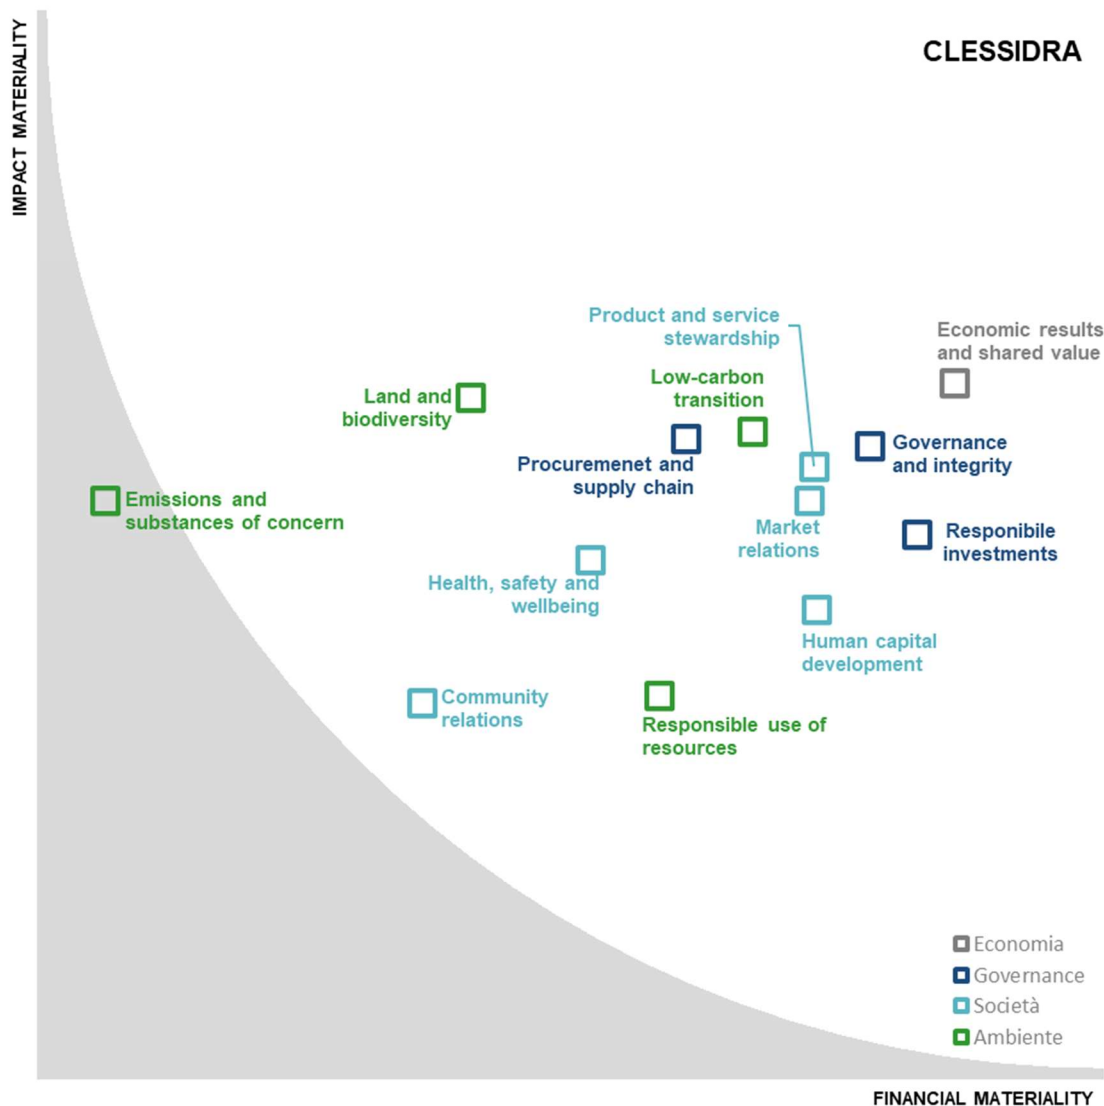 IMPACT MATERIALITY
CLESSIDRA
Product and service
stewardship
Economic results
and shared value
Low-carbon
transition
Land and
biodiversity
Governance
and integrity
Procuremenet and
supply chain
Emissions and
substances of concern
Market
relations
Responibile
investments
Health, safety and
wellbeing
Human capital
development
Community
relations
Responsible use of
resources
Economia
Governance
Società
Ambiente
FINANCIAL MATERIALITY